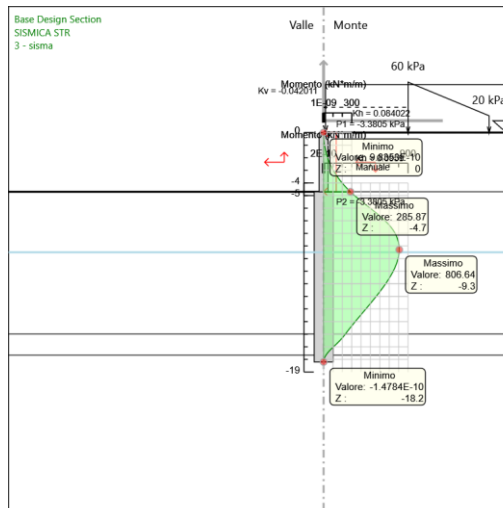 Base Design Section
SISMICA STR
3 - sisma
Valle
Monte
60 kPa
20 kPa
Momento (kN*m/m)
Kv = -0.042011
1E-09 300
Kh = 0.084022
P1 = -3.3805 kPa
0
Momento (kN*m/m)
Minimo
Valore:
Z :
0
Manuale
-4
-5
P2 = -3.3805 kPa
Massimo
Valore: 285.87
Z : -4.7
Massimo
Valore: 806.64
Z : -9.3
-19
Minimo
Valore: -1.4784E-10
Z : -18.2